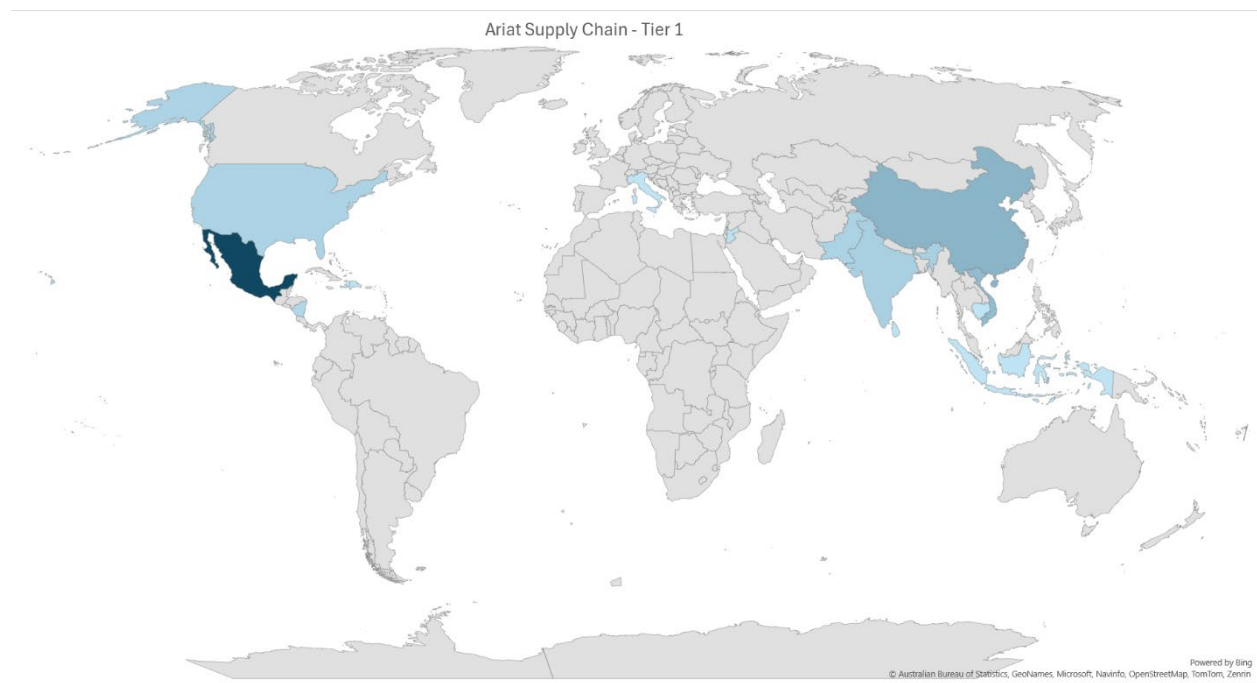 Ariat Supply Chain - Tier 1
Powered by Bing
© Australian Bureau of Statistics, GeoNames, Microsoft, Navinfo, OpenStreetMap, TomTom, Zenrin